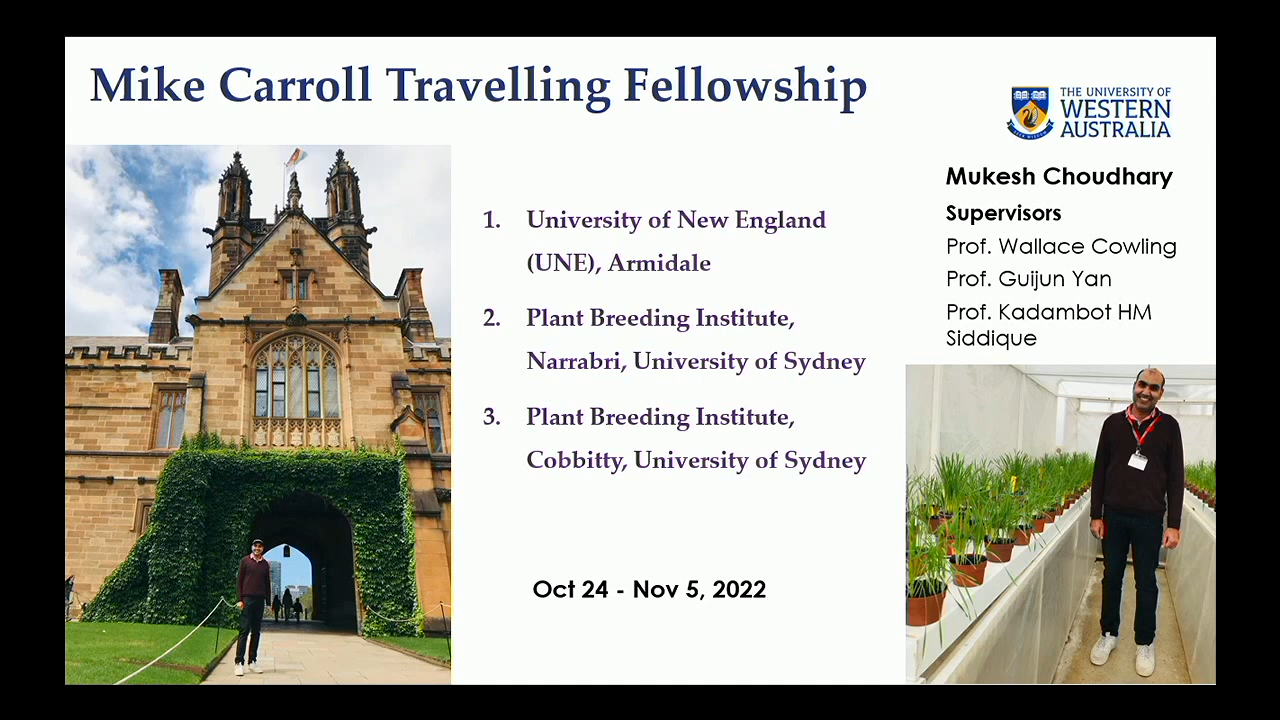 Mike Carroll Travelling Fellowship
THE UNIVERSITY OF
WESTERN
AUSTRALIA
Mukesh Choudhary
Supervisors
Prof. Wallace Cowling
Prof. Guijun Yan
Prof. Kadambot HM
Siddique
1. University of New England
(UNE), Armidale
2. Plant Breeding Institute,
Narrabri, University of Sydney
3. Plant Breeding Institute,
Cobbitty, University of Sydney
Oct 24 - Nov 5, 2022